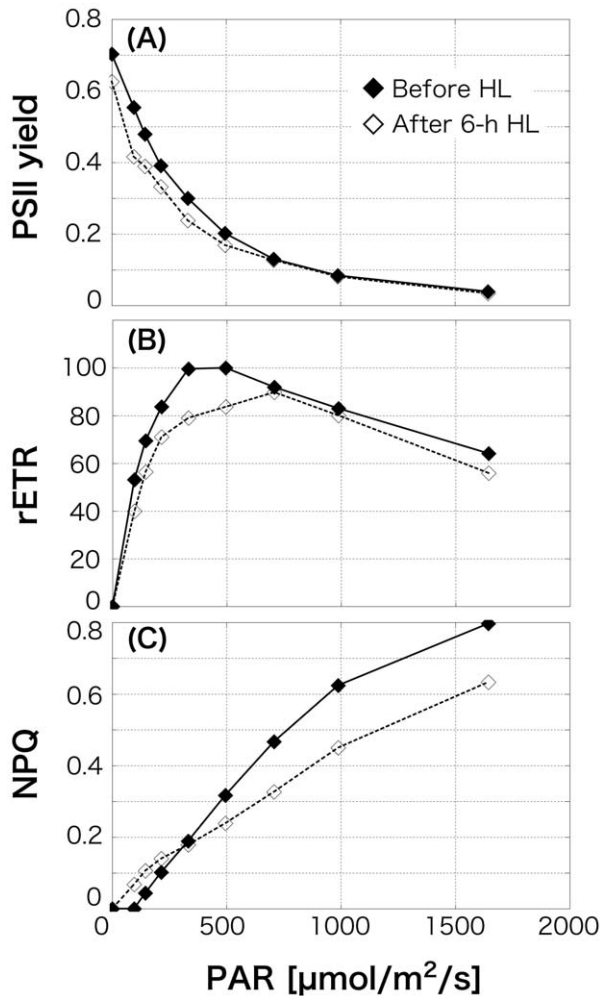 (A)
0.8
0.6
0.4
0.2
0
PSII yield
Before HL
After 6-h HL
(B)
100
80
60
40
20
0
rETR
(C)
0.6
0.4
0.2
0
NPQ
0 500 1000 1500 2000
PAR [μmol/m²/s]